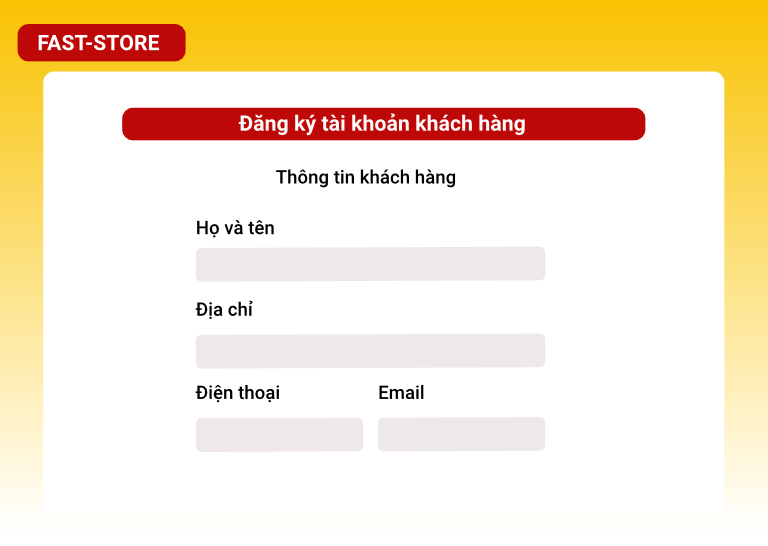 FAST-STORE
Đăng ký tài khoản khách hàng
Thông tin khách hàng
Họ và tên
Địa chỉ
Điện thoại
Email